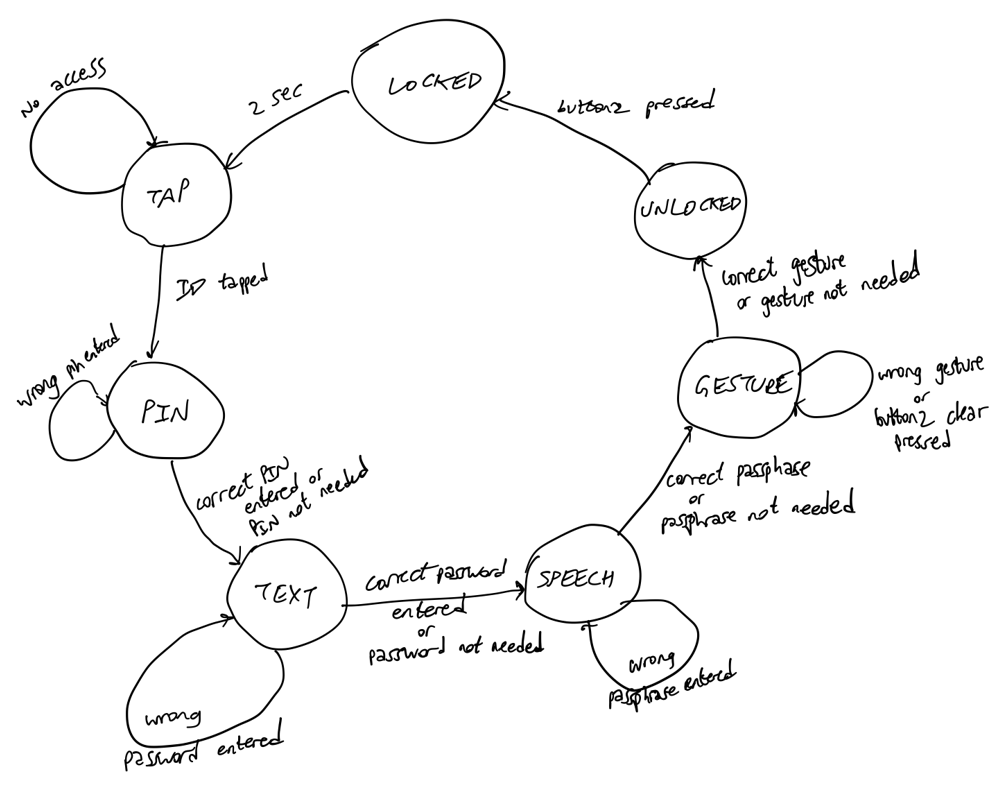 LOCKED
2 sec
No access
TAP
ID tapped
wrong pin entered
PIN
correct PIN
entered or
PIN not needed
TEXT
wrong
password entered
correct password
entered
or
password not needed
SPEECH
wrong
passphrase entered
correct passphase
or
passphrase not needed
GESTURE
wrong gesture
or
button2 clear
pressed
correct gesture
or gesture not needed
UNLOCKED
button2 pressed